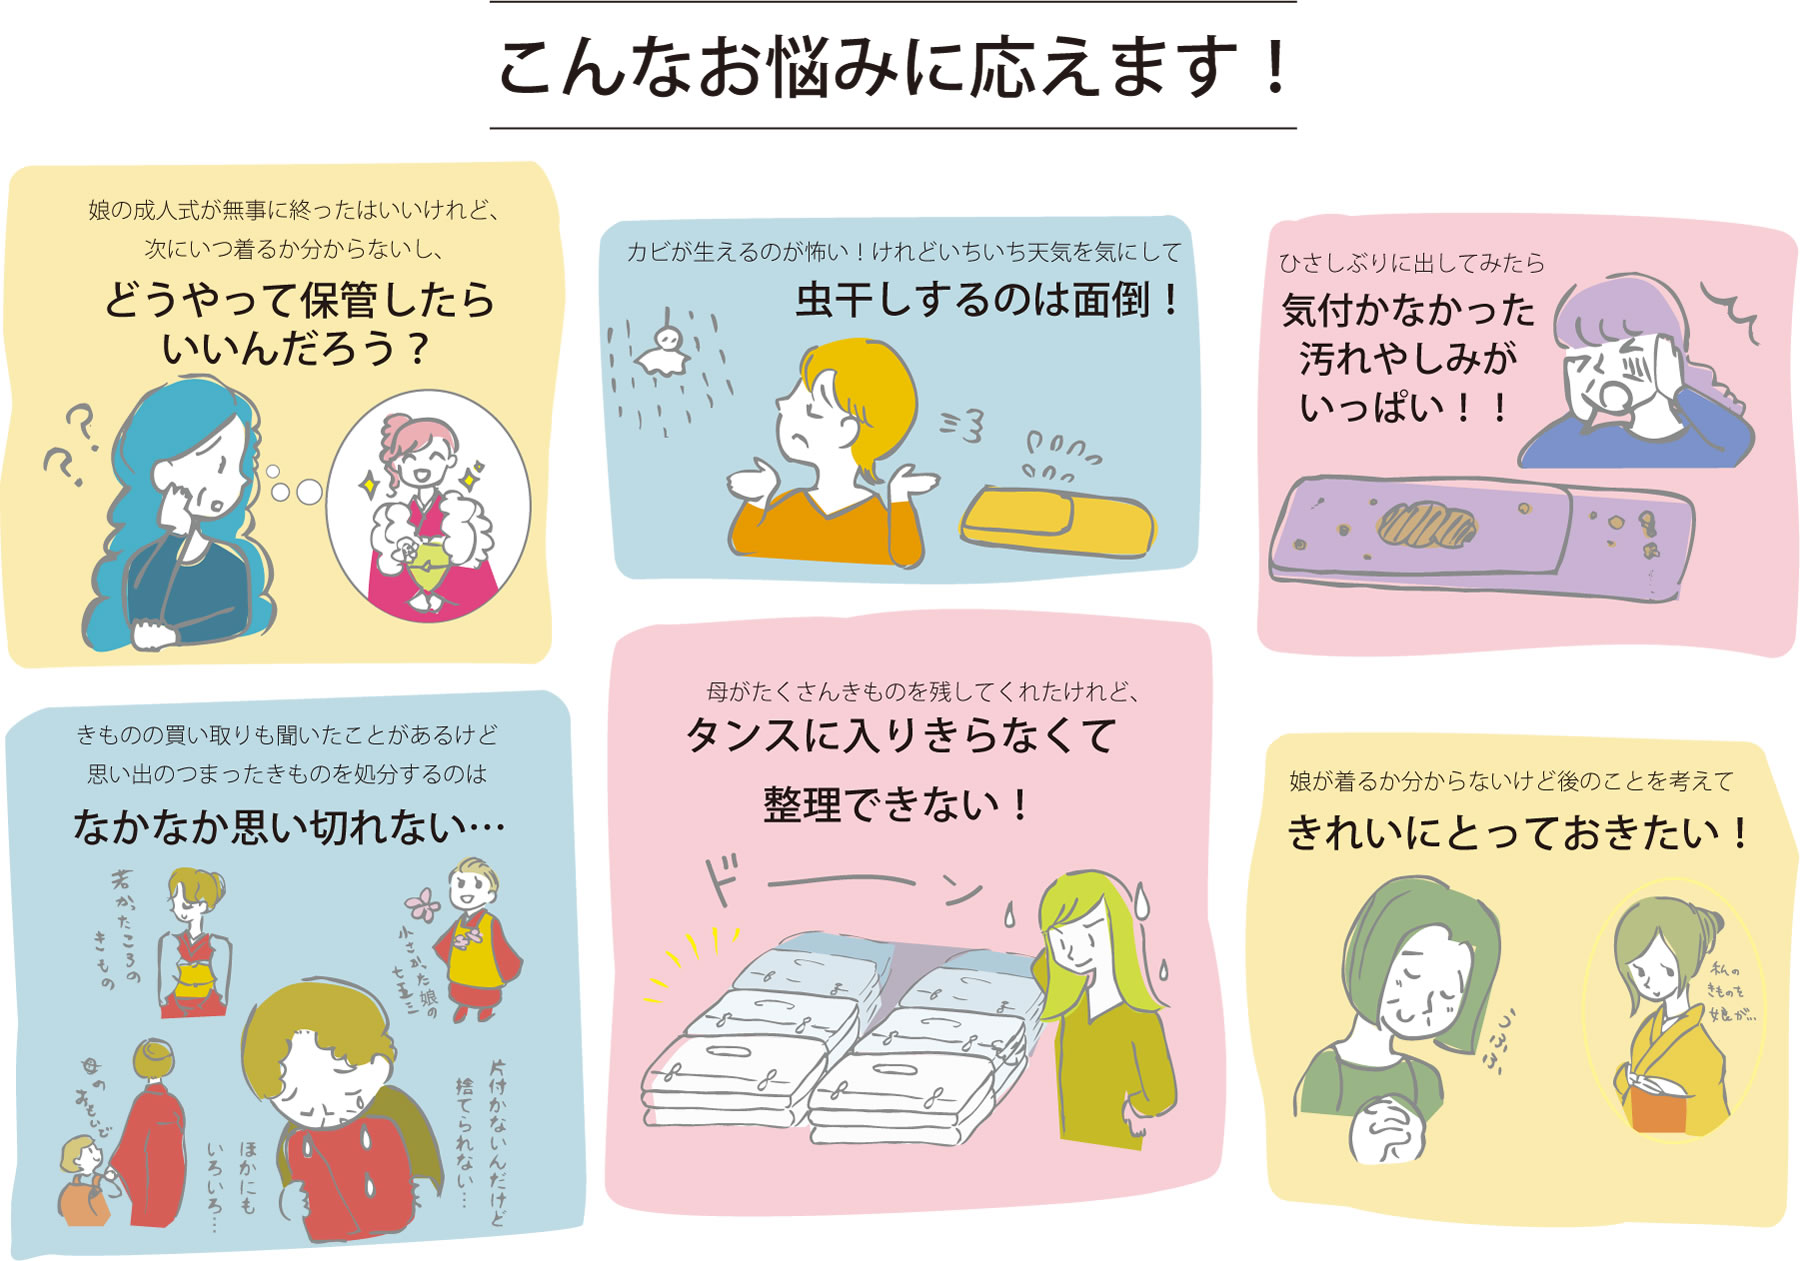 こんなお悩みに応えます！
娘の成人式が無事に終ったはいいけれど、
次にいつ着るか分からないし、
どうやって保管したら
いいんだろう？
??
カビが生えるのが怖い！けれどいちいち天気を気にして
虫干しするのは面倒！
ひさしぶりに出してみたら
気付かなかった
汚れやしみが
いっぱい！！
きものの買い取りも聞いたことがあるけど
思い出のつまったきものを処分するのは
なかなか思い切れない…
若かったころの
きもの
小さかった娘の
七五三
母の
おもいで
ほかにも
いろいろ…
片付かないんだけど
捨てられない…
母がたくさんきものを残してくれたけれど、
タンスに入りきらなくて
整理できない！
ドーン
娘が着るか分からないけど後のことを考えて
きれいにとっておきたい！
うふふ
私の
きものを
娘が…